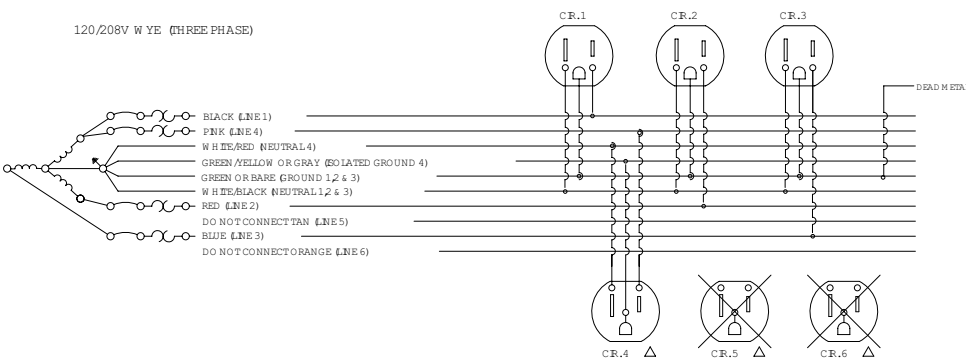 120/208V WYE (THREE PHASE)
CIR.1
CIR.2
CIR.3
DEAD META
BLACK (LINE 1)
PINK (LINE 4)
WHITE/RED (NEUTRAL 4)
GREEN/YELLOW OR GRAY (ISOLATED GROUND 4)
GREEN OR BARE (GROUND 1,2 & 3)
WHITE/BLACK (NEUTRAL 1,2 & 3)
RED (LINE 2)
DO NOT CONNECT TAN (LINE 5)
BLUE (LINE 3)
DO NOT CONNECT ORANGE (LINE 6)
CIR.4
CIR.5
CIR.6